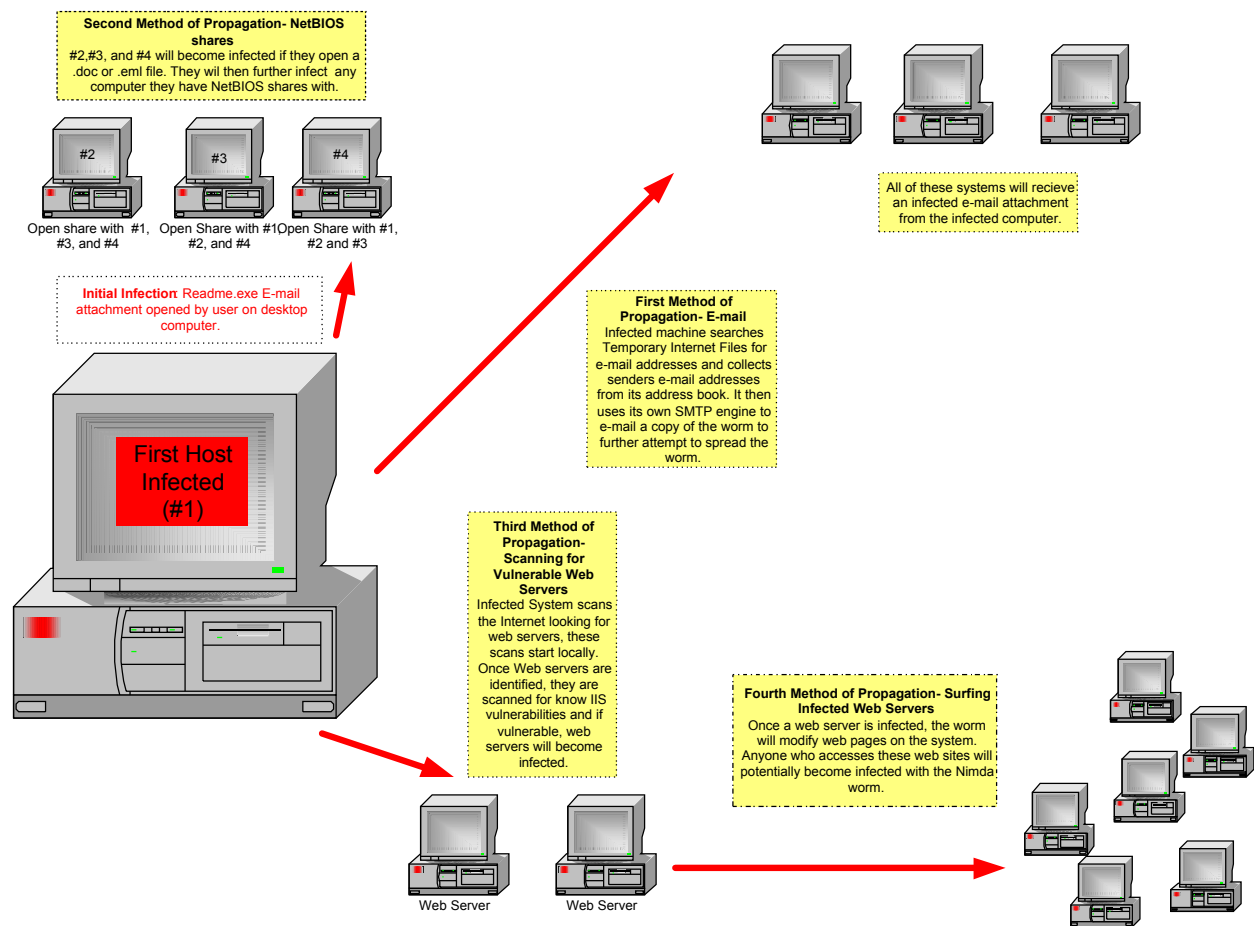 Second Method of Propagation- NetBIOS
shares
#2,#3, and #4 will become infected if they open a
.doc or .eml file. They wil then further infect any
computer they have NetBIOS shares with.
#2
#3
#4
Open share with #1,
#3, and #4
Open Share with #1
#2, and #4
Open Share with #1,
#2 and #3
All of these systems will recieve
an infected e-mail attachment
from the infected computer.
Initial Infection: Readme.exe E-mail
attachment opened by user on desktop
computer.
First Method of
Propagation- E-mail
Infected machine searches
Temporary Internet Files for
e-mail addresses and collects
senders e-mail addresses
from its address book. It then
uses its own SMTP engine to
e-mail a copy of the worm to
further attempt to spread the
worm.
First Host
Infected
(#1)
Third Method of
Propagation-
Scanning for
Vulnerable Web
Servers
Infected System scans
the Internet looking for
web servers, these
scans start locally.
Once Web servers are
identified, they are
scanned for know IIS
vulnerabilities and if
vulnerable, web
servers will become
infected.
Fourth Method of Propagation- Surfing
Infected Web Servers
Once a web server is infected, the worm
will modify web pages on the system.
Anyone who accesses these web sites will
potentially become infected with the Nimda
worm.
Web Server
Web Server